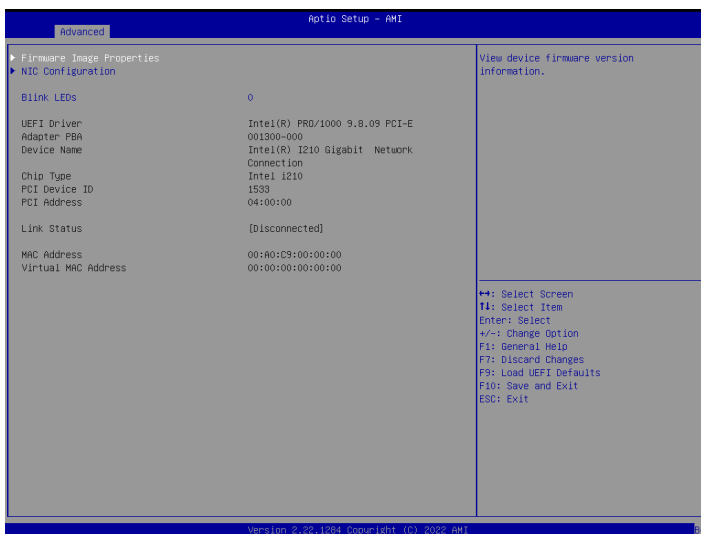 Aptio Setup - AMI
Advanced
Firmware Image Properties
NIC Configuration
Blink LEDs 0
UEFI Driver Intel(R) PRO/1000 9.8.09 PCI-E
Adapter PBA 001300-000
Device Name Intel(R) I210 Gigabit Network
Connection
Chip Type Intel i210
PCI Device ID 1533
PCI Address 04:00:00
Link Status [Disconnected]
MAC Address 00:A0:C9:00:00:00
Virtual MAC Address 00:00:00:00:00:00
View device firmware version
information.
↔: Select Screen
↑↓: Select Item
Enter: Select
+/-: Change Option
F1: General Help
F7: Discard Changes
F9: Load UEFI Defaults
F10: Save and Exit
ESC: Exit
Version 2.22.1284 Copyright (C) 2022 AMI